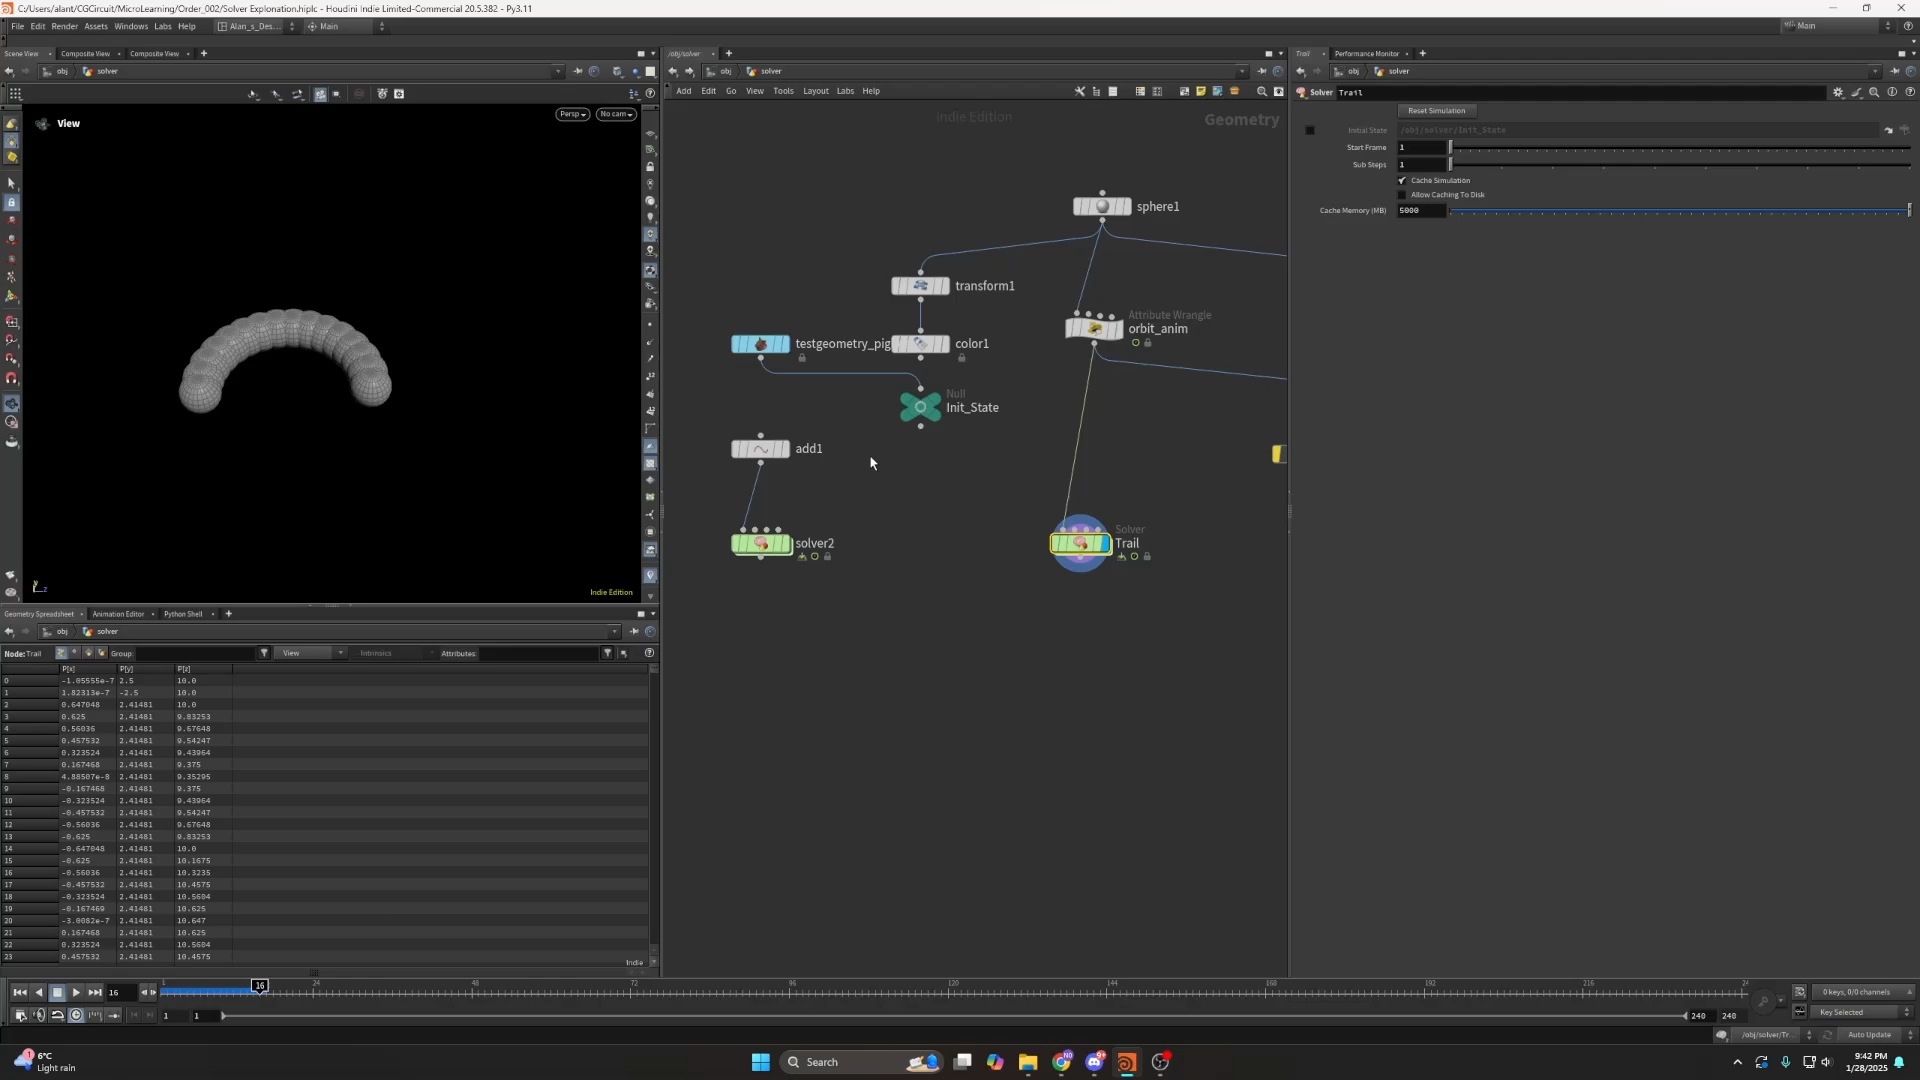 C:/Users/alant/CGCircuit/MicroLearning/Order_002/Solver Explonation.hiplc - Houdini Indie Limited-Commercial 20.5.382 - Py3.11
File Edit Render Assets Windows Labs Help Alan_s_Des... Main Main
Scene View Composite View Composite View
obj solver
View
Persp No cam
Indie Edition
/obj/solver
obj solver
Add Edit Go View Tools Layout Labs Help
Indie Edition
Geometry
sphere1
transform1
Attribute Wrangle
orbit_anim
testgeometry_pig
color1
Null
Init_State
add1
solver2
Solver
Trail
Trail Performance Monitor
obj solver
Solver Trail
Reset Simulation
Initial State /obj/solver/Init_State
Start Frame 1
Sub Steps 1
Cache Simulation
Allow Caching To Disk
Cache Memory (MB) 5000
Geometry Spreadsheet Animation Editor Python Shell
obj solver
Node: Trail Group: View Intrinsics Attributes:
P[x] P[y] P[z]
0 -1.05555e-7 2.5 10.0
1 1.82313e-7 -2.5 10.0
2 0.647048 2.41481 10.0
3 0.625 2.41481 9.83253
4 0.56036 2.41481 9.67648
5 0.457532 2.41481 9.54247
6 0.323524 2.41481 9.43964
7 0.167468 2.41481 9.375
8 4.88507e-8 2.41481 9.35295
9 -0.167468 2.41481 9.375
10 -0.323524 2.41481 9.43964
11 -0.457532 2.41481 9.54247
12 -0.56036 2.41481 9.67648
13 -0.625 2.41481 9.83253
14 -0.647048 2.41481 10.0
15 -0.625 2.41481 10.1675
16 -0.56036 2.41481 10.3235
17 -0.457532 2.41481 10.4575
18 -0.323524 2.41481 10.5604
19 -0.167469 2.41481 10.625
20 -3.0082e-7 2.41481 10.647
21 0.167468 2.41481 10.625
22 0.323524 2.41481 10.5604
23 0.457532 2.41481 10.4575
Indie
16 1 16 24 48 72 96 120 144 168 192 216 24
0 keys, 0/0 channels
1 1 240 240
Key Selected
/obj/solver/Tr... Auto Update
1 6°C
Light rain
Search
9:42 PM
1/28/2025